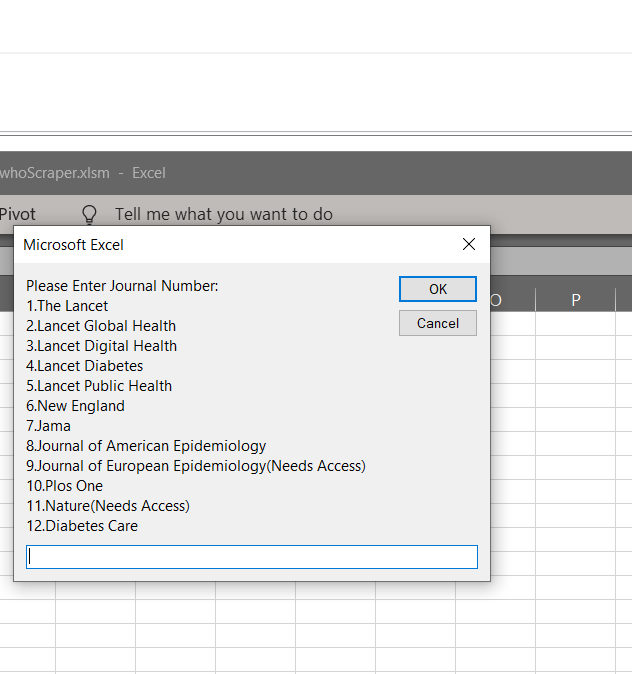 whoScraper.xlsm - Excel
Pivot
Tell me what you want to do
Microsoft Excel
Please Enter Journal Number:
OK
1.The Lancet
2.Lancet Global Health
Cancel
3.Lancet Digital Health
4.Lancet Diabetes
5.Lancet Public Health
6.New England
7.Jama
8.Journal of American Epidemiology
9.Journal of European Epidemiology(Needs Access)
10.Plos One
11.Nature(Needs Access)
12.Diabetes Care
O
P